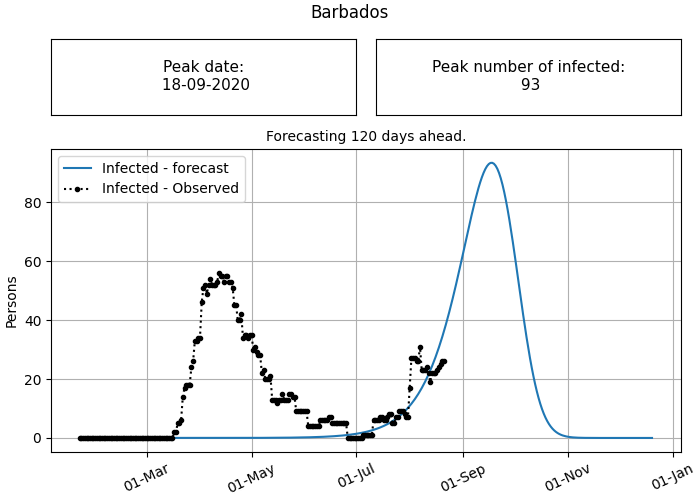 Barbados
Peak date:
18-09-2020
Peak number of infected:
93
Forecasting 120 days ahead.
Infected - forecast
Infected - Observed
Persons
80
60
40
20
0
01-Mar
01-May
01-Jul
01-Sep
01-Nov
01-Jan